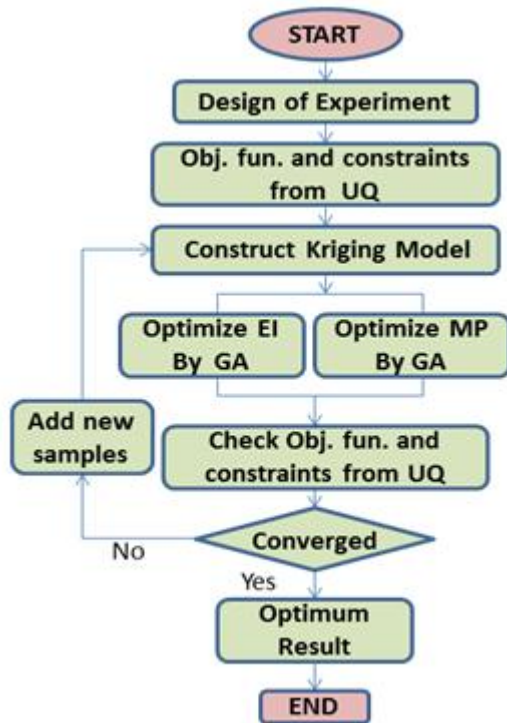 START
Design of Experiment
Obj. fun. and constraints
from UQ
Construct Kriging Model
Optimize EI
By GA
Optimize MP
By GA
Add new
samples
Check Obj. fun. and
constraints from UQ
Converged
No
Yes
Optimum
Result
END